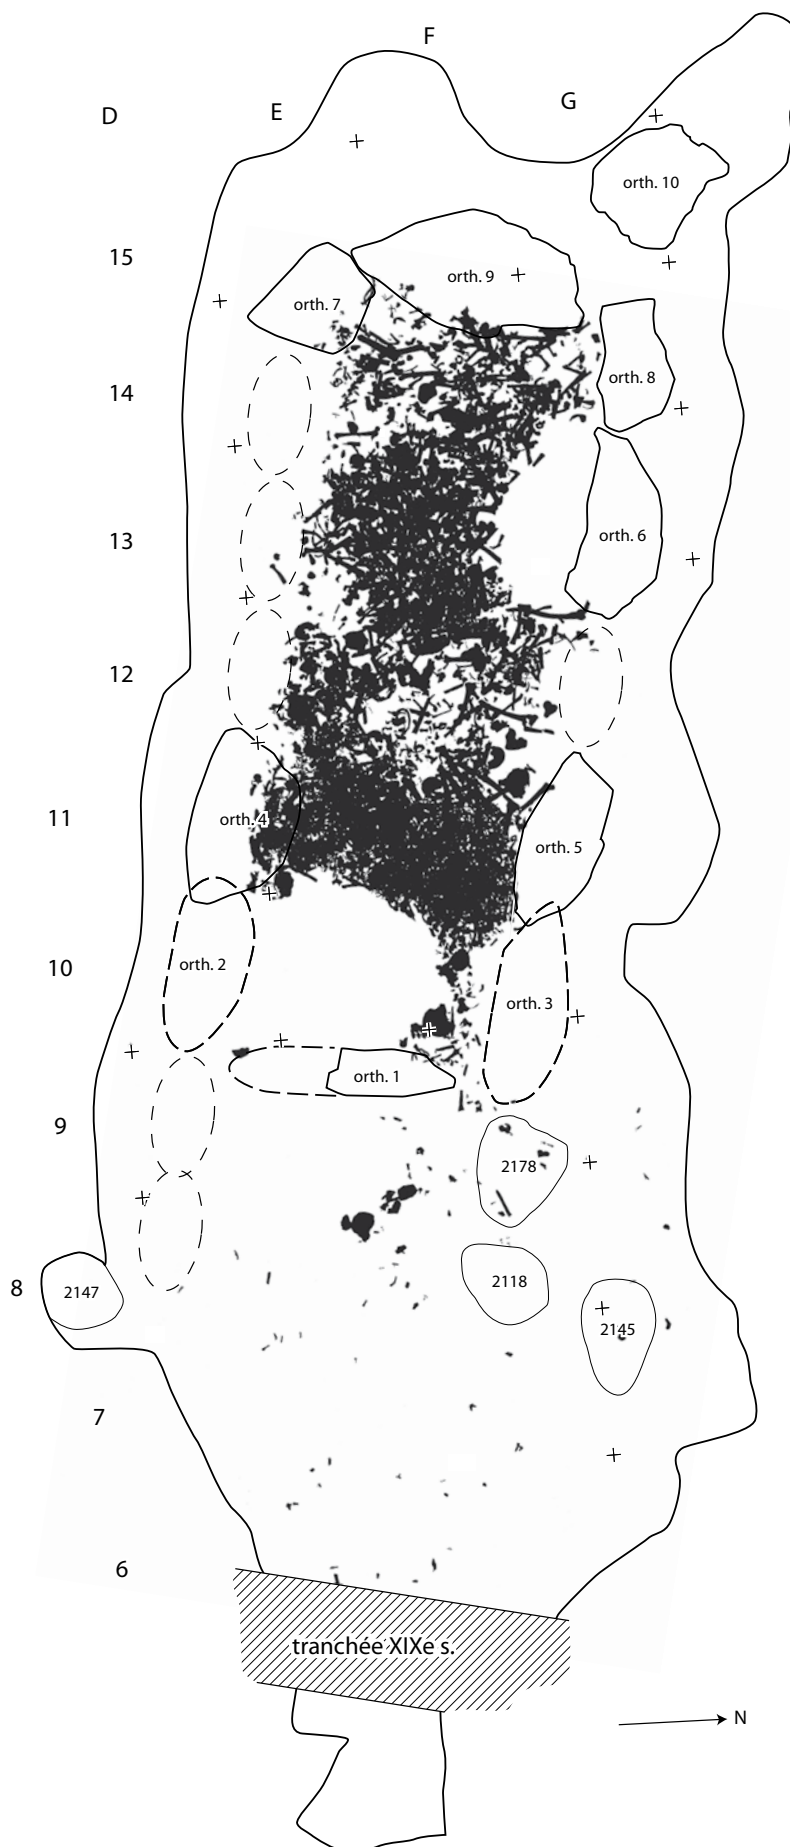 F
D
E
G
orth. 10
15
orth. 9
orth. 7
14
orth. 8
13
orth. 6
12
11
orth. 4
orth. 5
10
orth. 2
orth. 3
orth. 1
9
2178
8
2147
2118
2145
7
6
tranchée XIXe s.
N